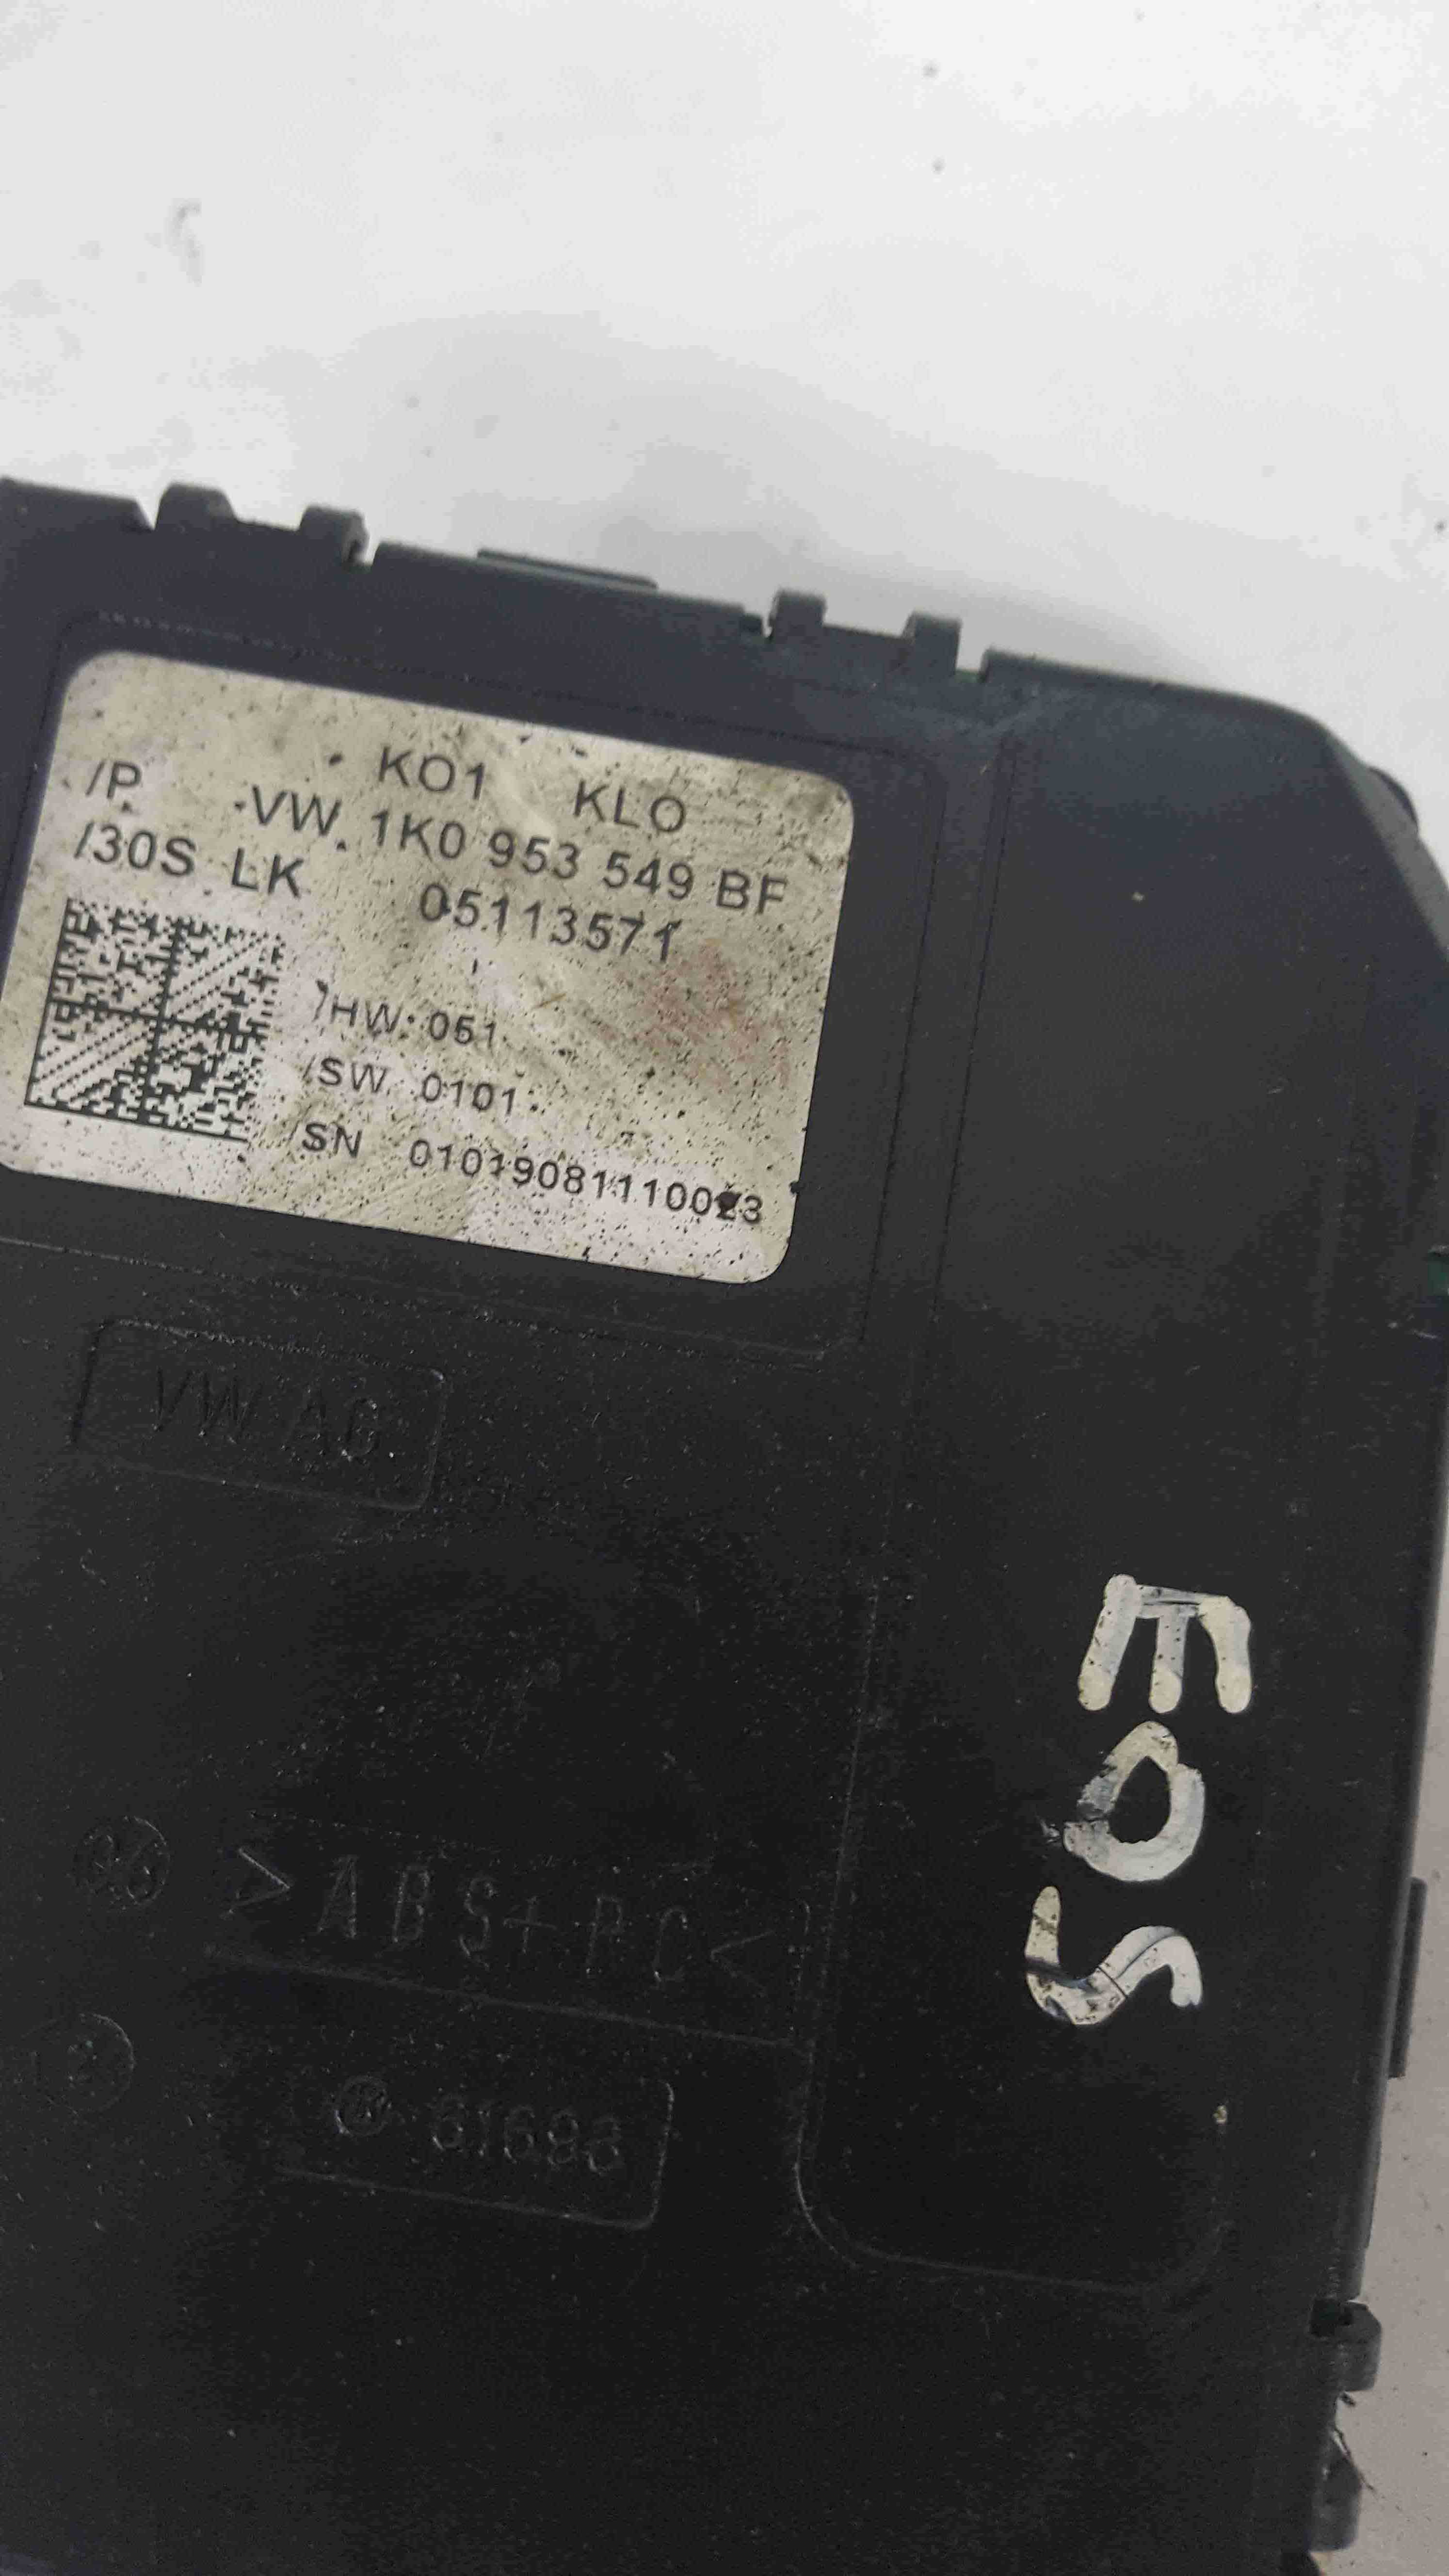 KO1 KLO
/P VW 1K0 953 549 BF
/30S LK 05113571
/HW: 051
/SW 0101
/SN 01019081110023
VW AG
EOS
>ABS+PC<